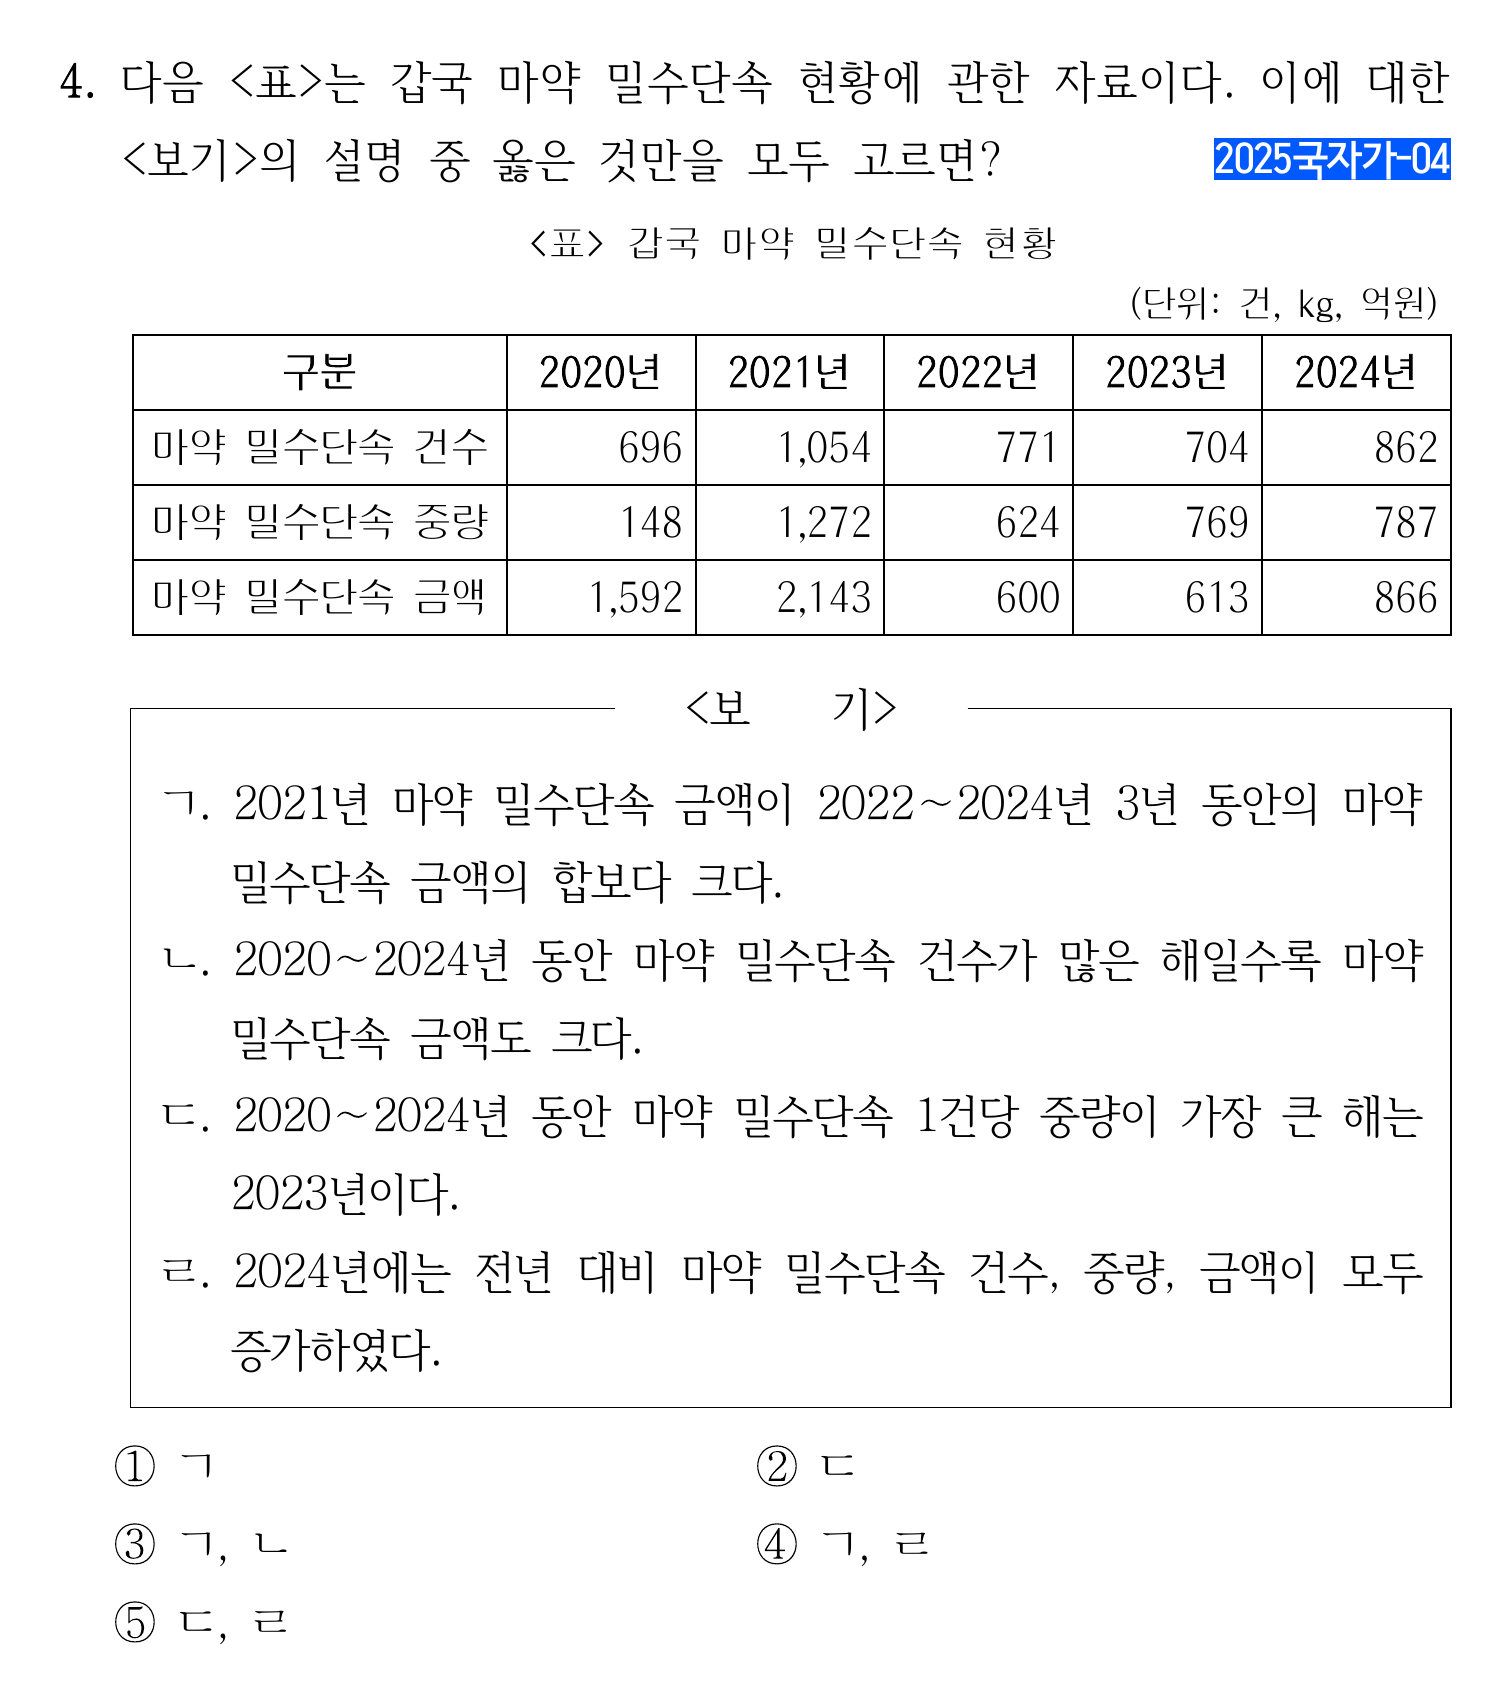 4. 다음 <표>는 갑국 마약 밀수단속 현황에 관한 자료이다. 이에 대한
<보기>의 설명 중 옳은 것만을 모두 고르면? 2025국자가-04
<표> 갑국 마약 밀수단속 현황
(단위: 건, kg, 억원)
구분 2020년 2021년 2022년 2023년 2024년
마약 밀수단속 건수 696 1,054 771 704 862
마약 밀수단속 중량 148 1,272 624 769 787
마약 밀수단속 금액 1,592 2,143 600 613 866
<보 기>
ㄱ. 2021년 마약 밀수단속 금액이 2022~2024년 3년 동안의 마약
밀수단속 금액의 합보다 크다.
ㄴ. 2020~2024년 동안 마약 밀수단속 건수가 많은 해일수록 마약
밀수단속 금액도 크다.
ㄷ. 2020~2024년 동안 마약 밀수단속 1건당 중량이 가장 큰 해는
2023년이다.
ㄹ. 2024년에는 전년 대비 마약 밀수단속 건수, 중량, 금액이 모두
증가하였다.
① ㄱ ② ㄷ
③ ㄱ, ㄴ ④ ㄱ, ㄹ
⑤ ㄷ, ㄹ